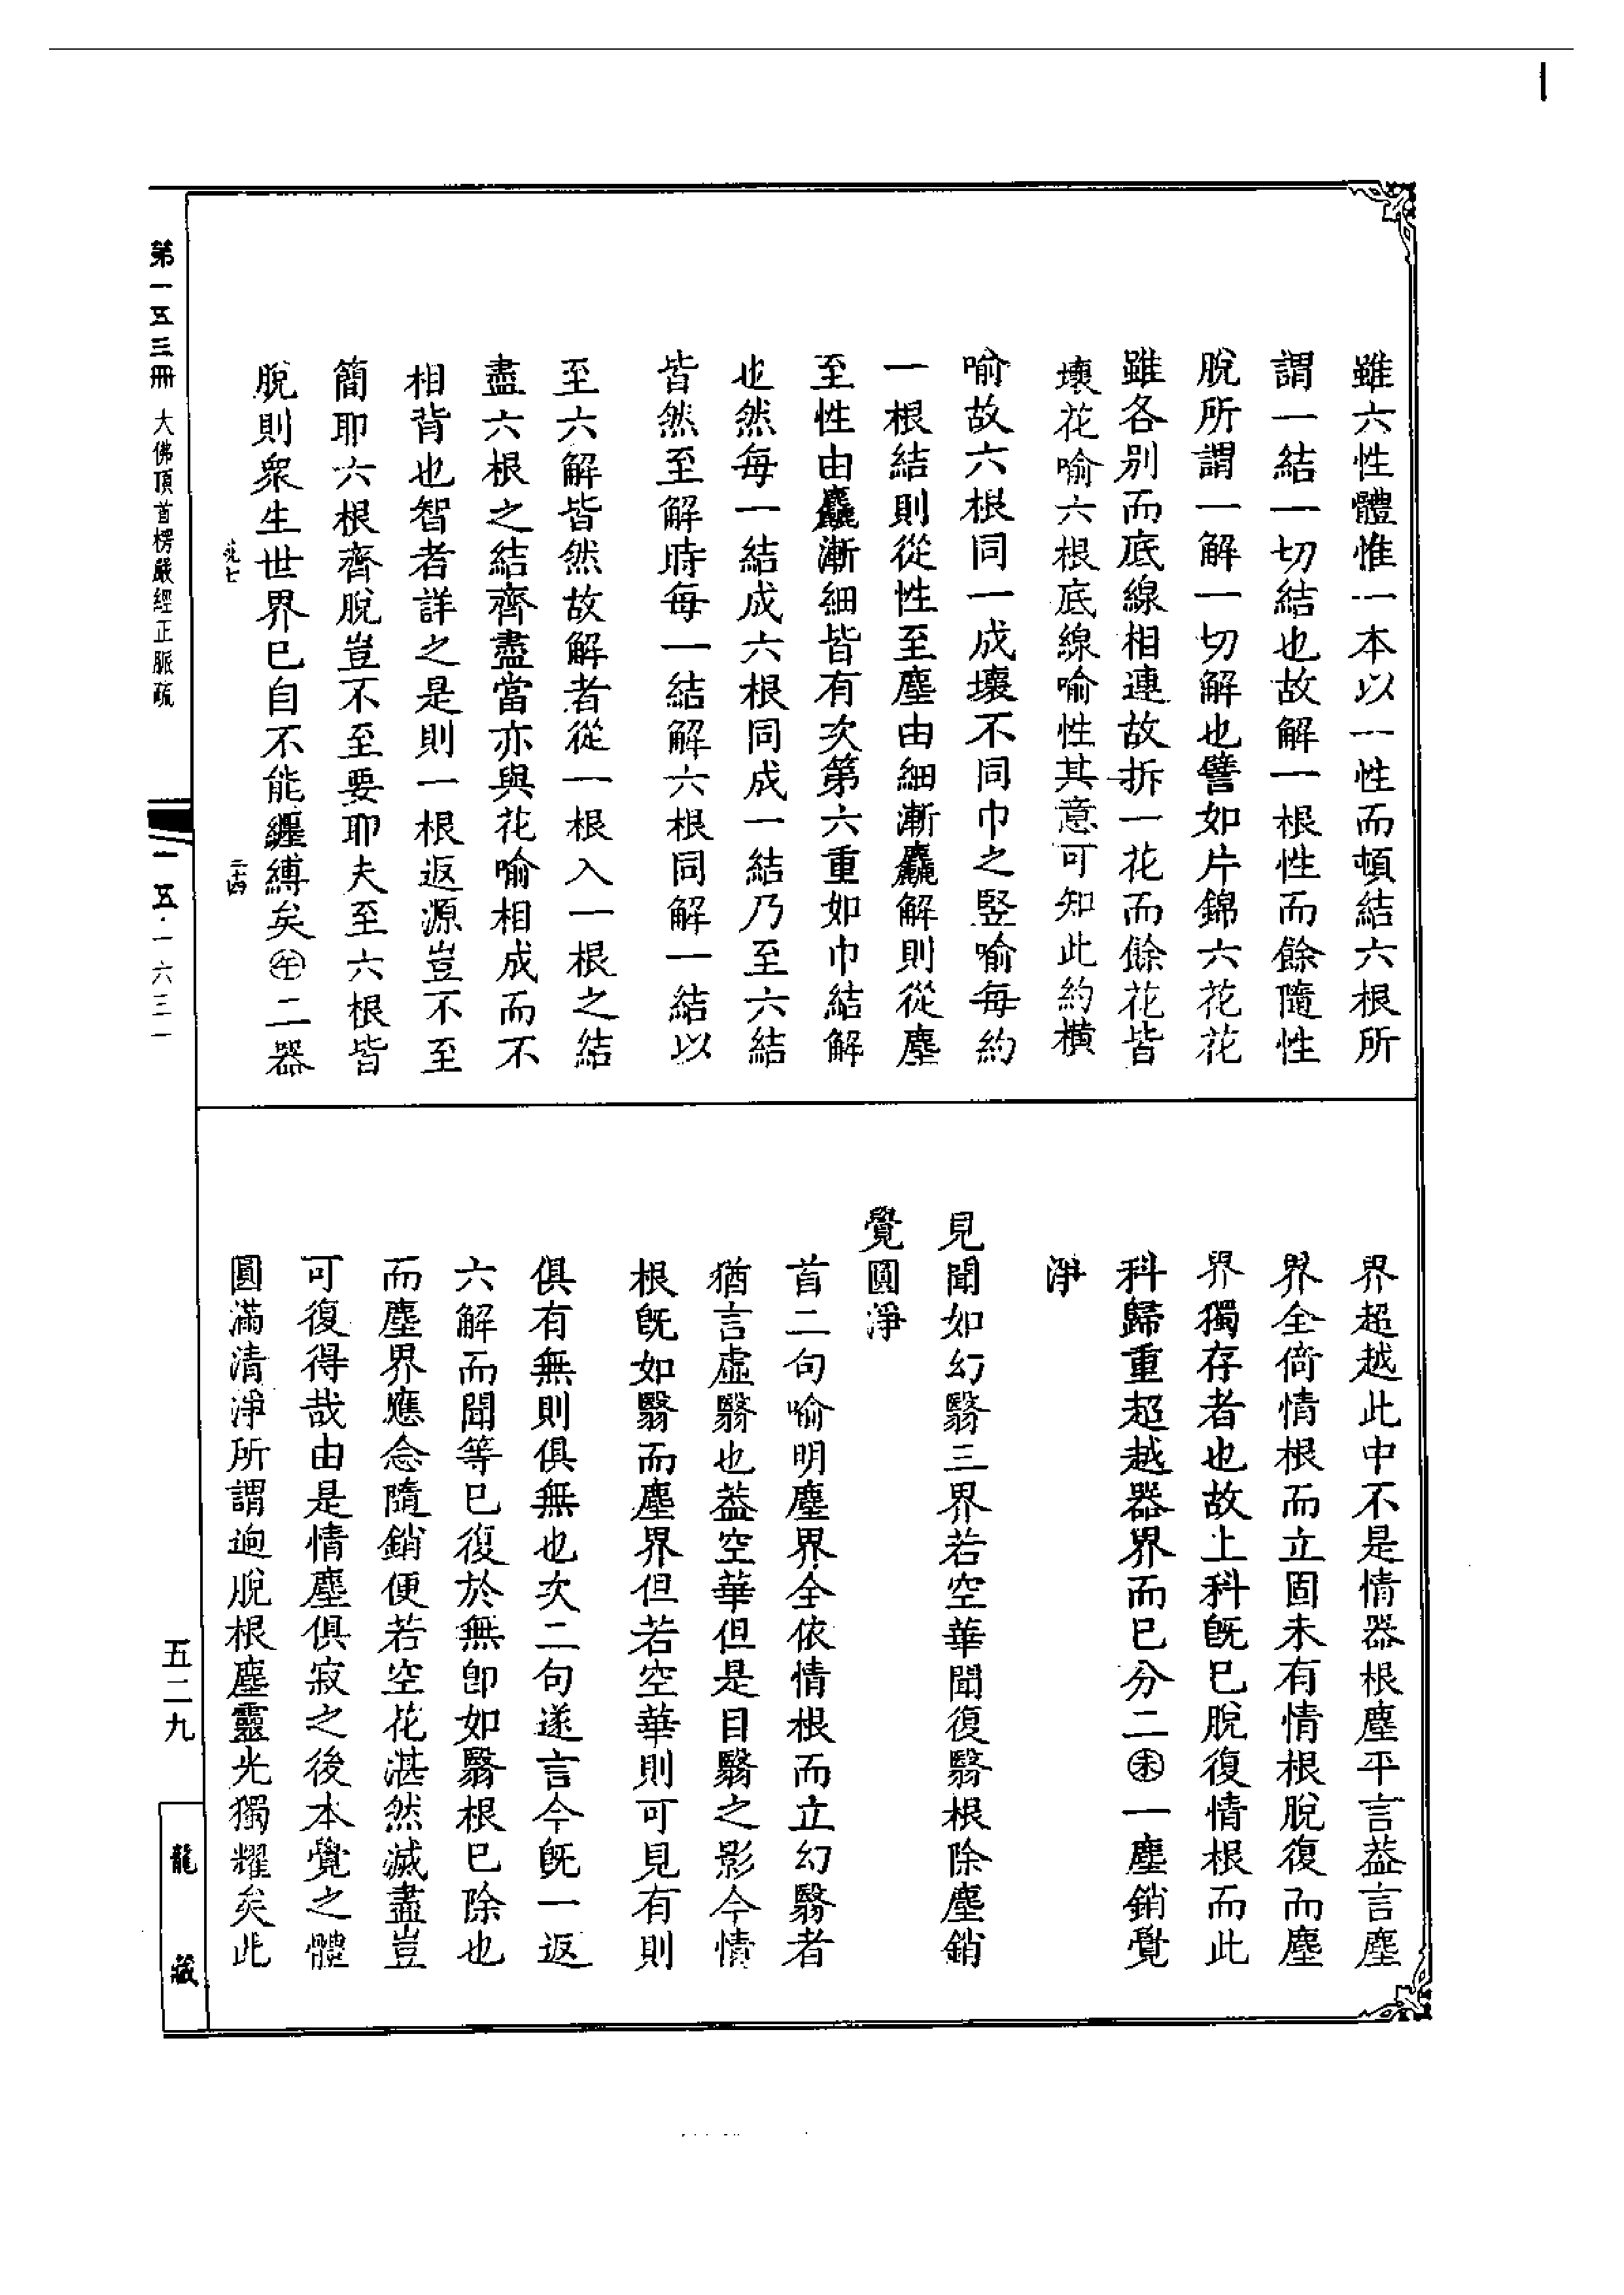 雖六性體惟一本以一性而頓結六根所
謂一結一切結也故解一根性而餘隨性
脫所謂一解一切解也譬如片錦六花花
雖各别而底線相連故拆一花而餘花皆
壞花喻六根底線喻性其意可知此約橫
喻故六根同一成壞不同巾之竪喻每約
一根結則從性至塵由細漸麤解則從塵
至性由麤漸細皆有次第六重如巾結解
也然每一結成六根同成一結乃至六結
皆然至解時每一結解六根同解一結以
至六解皆然故解者從一根入一根之結
盡六根之結齊盡當亦與花喻相成而不
相背也智者詳之是則一根返源豈不至
簡耶六根齊脫豈不至要耶夫至六根皆
脫則衆生世界巳自不能纒縛矣㊍二器
界超越此中不是情器根塵平言葢言塵
界全倚情根而立固未有情根脫復而塵
界獨存者也故上科旣巳脫復情根而此
科歸重超越器界而巳分二㊍一塵銷覺
淨
見聞如幻翳三界若空華聞復翳根除塵銷
覺圓淨
首二句喻明塵界全依情根而立幻翳者
猶言虛翳也葢空華但是目翳之影今情
根旣如翳而塵界但若空華則可見有則
俱有無則俱無也次二句遂言今旣一返
六解而聞等巳復於無卽如翳根巳除也
而塵界應念隨銷便若空花湛然滅盡豈
可復得哉由是情塵俱寂之後本覺之體
圓滿清淨所謂逈脫根塵靈光獨耀矣此
第一五三冊 大佛頂首楞嚴經正脈疏
二十四
一五·一六三一
五二九
龍藏